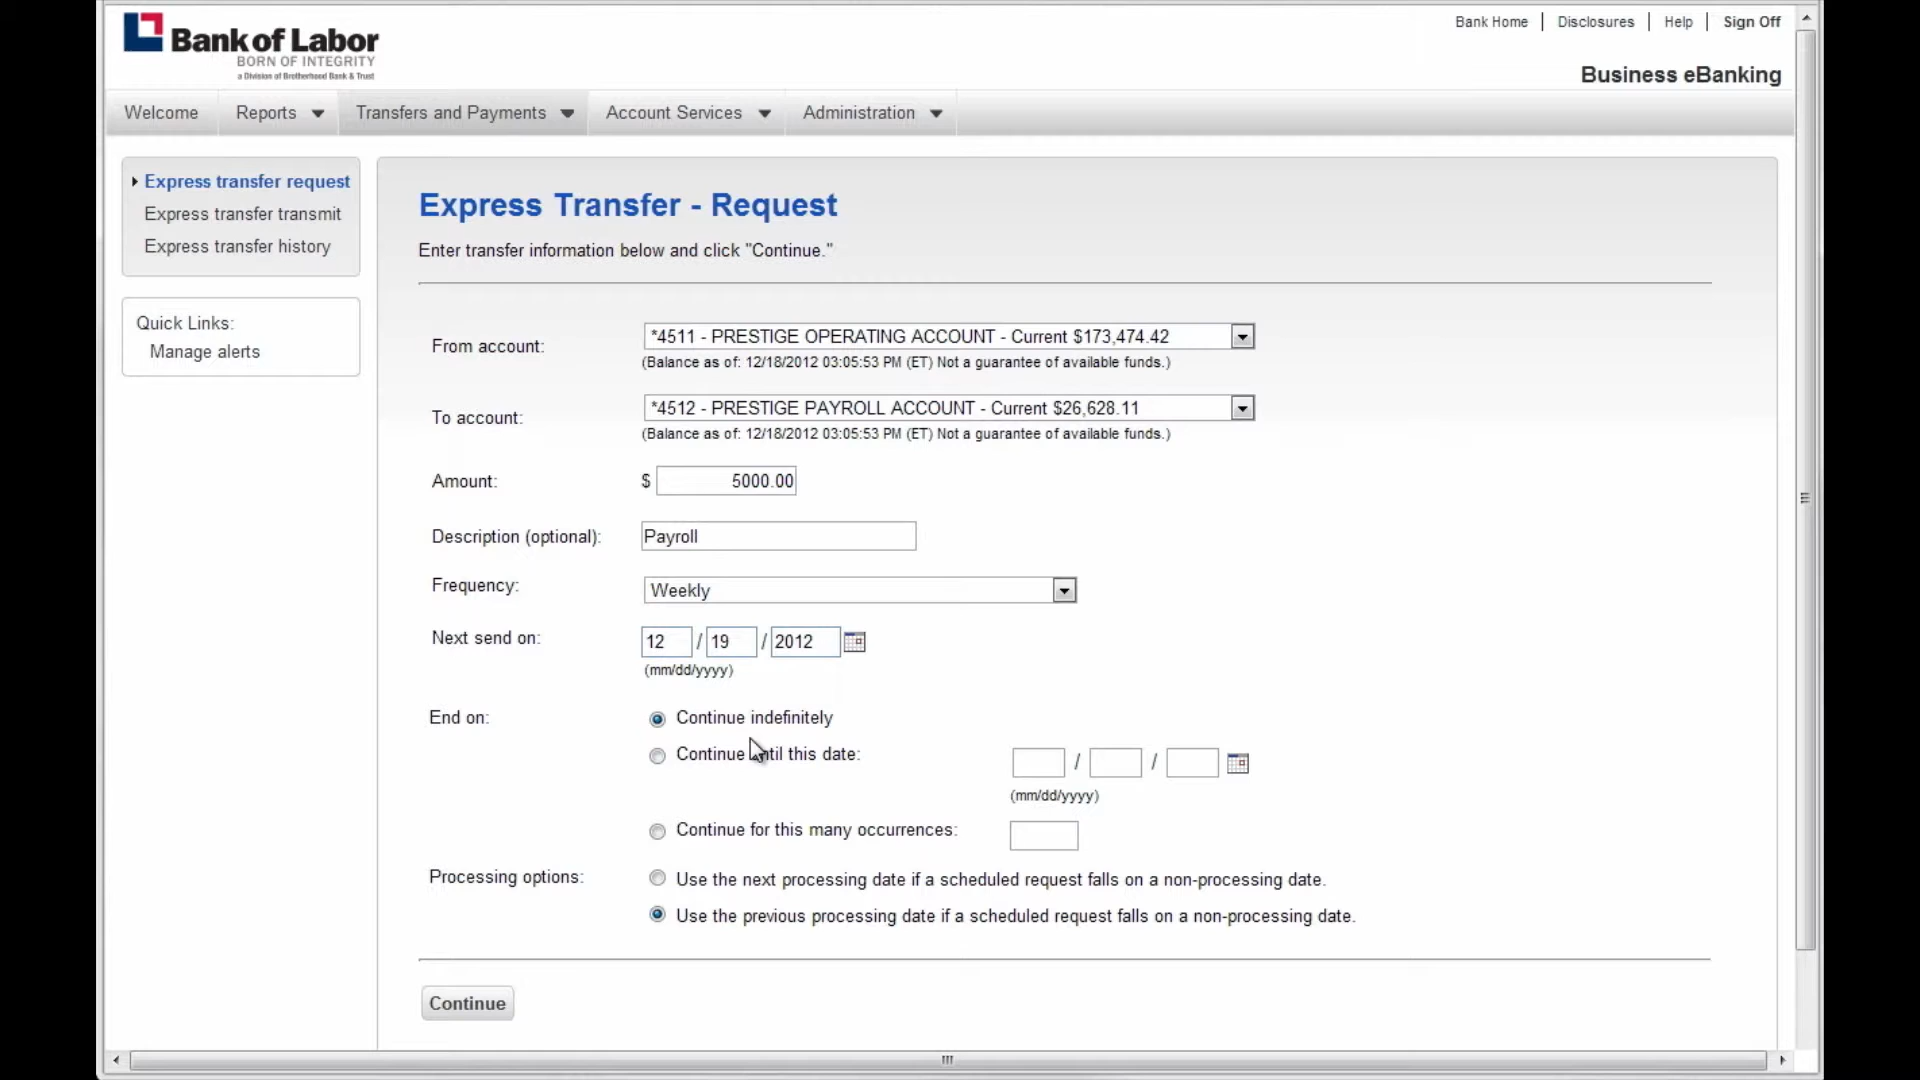 Bank of Labor
BORN OF INTEGRITY
a Division of Brotherhood Bank & Trust
Bank Home | Disclosures | Help | Sign Off
Business eBanking
Welcome Reports Transfers and Payments Account Services Administration
Express transfer request
Express transfer transmit
Express transfer history
Quick Links:
Manage alerts
Express Transfer - Request
Enter transfer information below and click "Continue."
From account: *4511 - PRESTIGE OPERATING ACCOUNT - Current $173,474.42
(Balance as of: 12/18/2012 03:05:53 PM (ET) Not a guarantee of available funds.)
To account: *4512 - PRESTIGE PAYROLL ACCOUNT - Current $26,628.11
(Balance as of: 12/18/2012 03:05:53 PM (ET) Not a guarantee of available funds.)
Amount: $ 5000.00
Description (optional): Payroll
Frequency: Weekly
Next send on: 12 / 19 / 2012
(mm/dd/yyyy)
End on: Continue indefinitely
Continue until this date: / /
(mm/dd/yyyy)
Continue for this many occurrences:
Processing options: Use the next processing date if a scheduled request falls on a non-processing date.
Use the previous processing date if a scheduled request falls on a non-processing date.
Continue